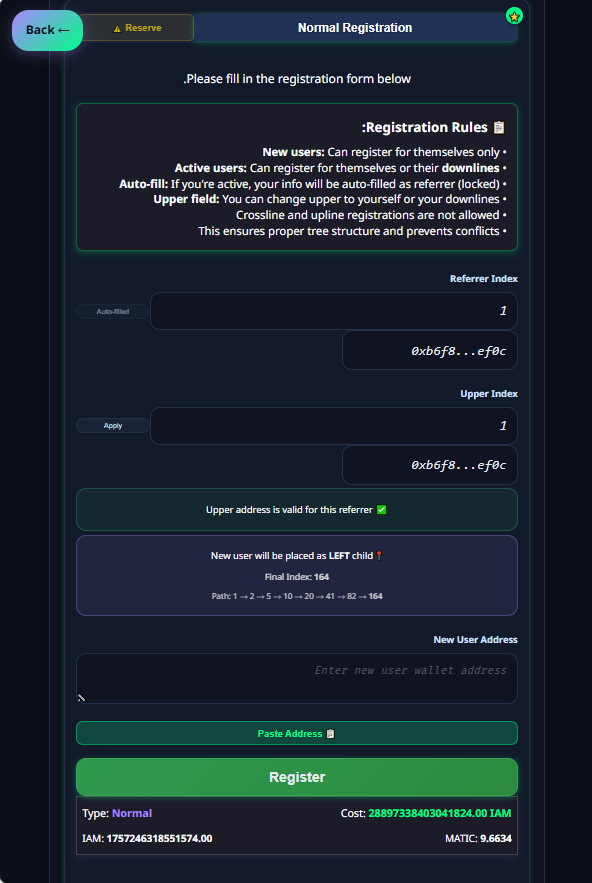 Back ←
⚠ Reserve
Normal Registration
.Please fill in the registration form below
:Registration Rules 📋
New users: Can register for themselves only •
Active users: Can register for themselves or their downlines •
Auto-fill: If you're active, your info will be auto-filled as referrer (locked) •
Upper field: You can change upper to yourself or your downlines •
Crossline and upline registrations are not allowed •
This ensures proper tree structure and prevents conflicts •
Referrer Index
Auto-filled
1
0xb6f8...ef0c
Upper Index
Apply
1
0xb6f8...ef0c
Upper address is valid for this referrer ✅
New user will be placed as LEFT child 📍
Final Index: 164
Path: 1 → 2 → 5 → 10 → 20 → 41 → 82 → 164
New User Address
Enter new user wallet address
Paste Address 📋
Register
Type: Normal
Cost: 28897338403041824.00 IAM
IAM: 1757246318551574.00
MATIC: 9.6634